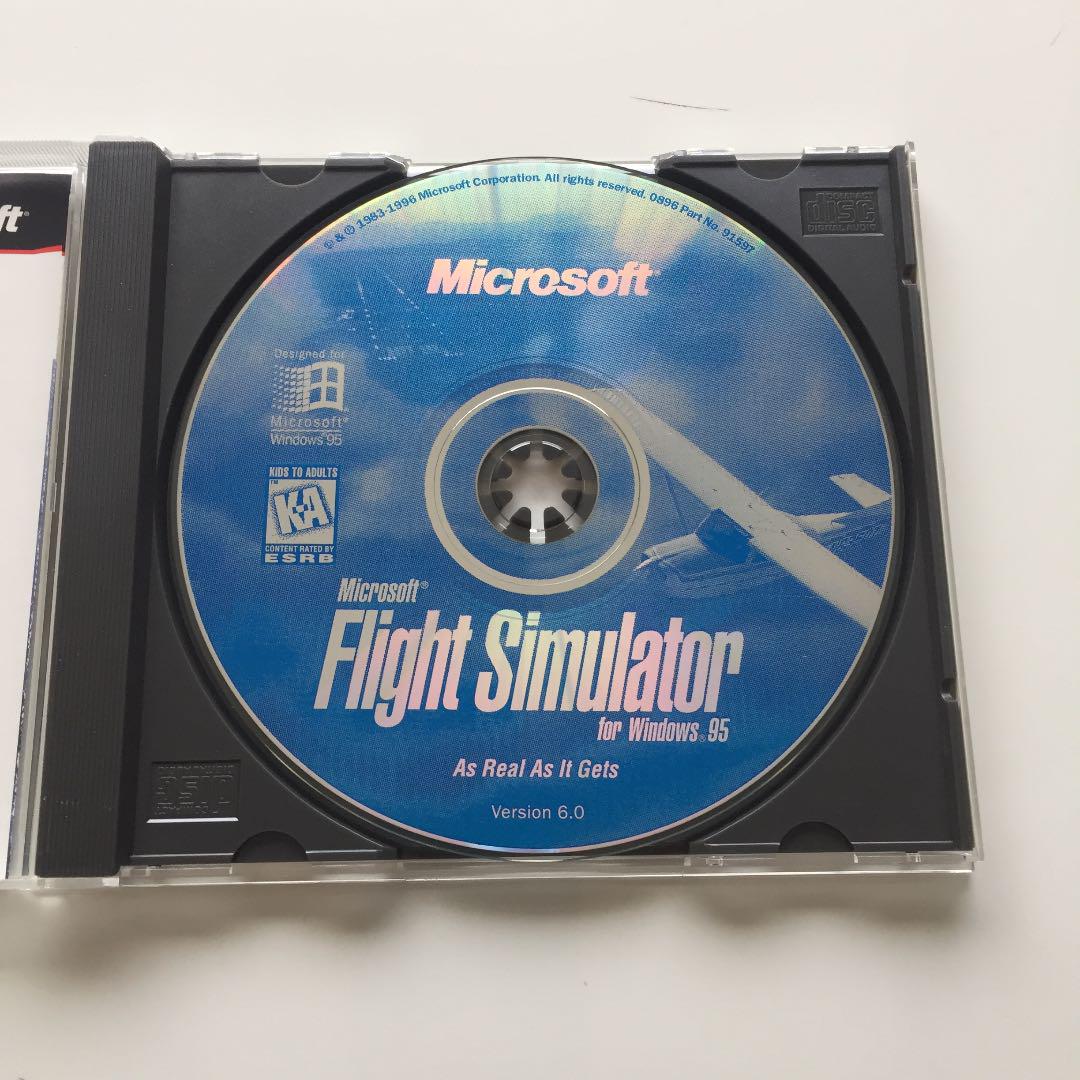 ft
℗ & © 1983-1996 Microsoft Corporation. All rights reserved. 0896 Part No. 91597
Microsoft®
Designed for
Microsoft®
Windows®95
KIDS TO ADULTS
™
K-A
CONTENT RATED BY
ESRB
Microsoft®
Flight Simulator
for Windows®95
As Real As It Gets
Version 6.0
COMPACT
disc
DIGITAL AUDIO